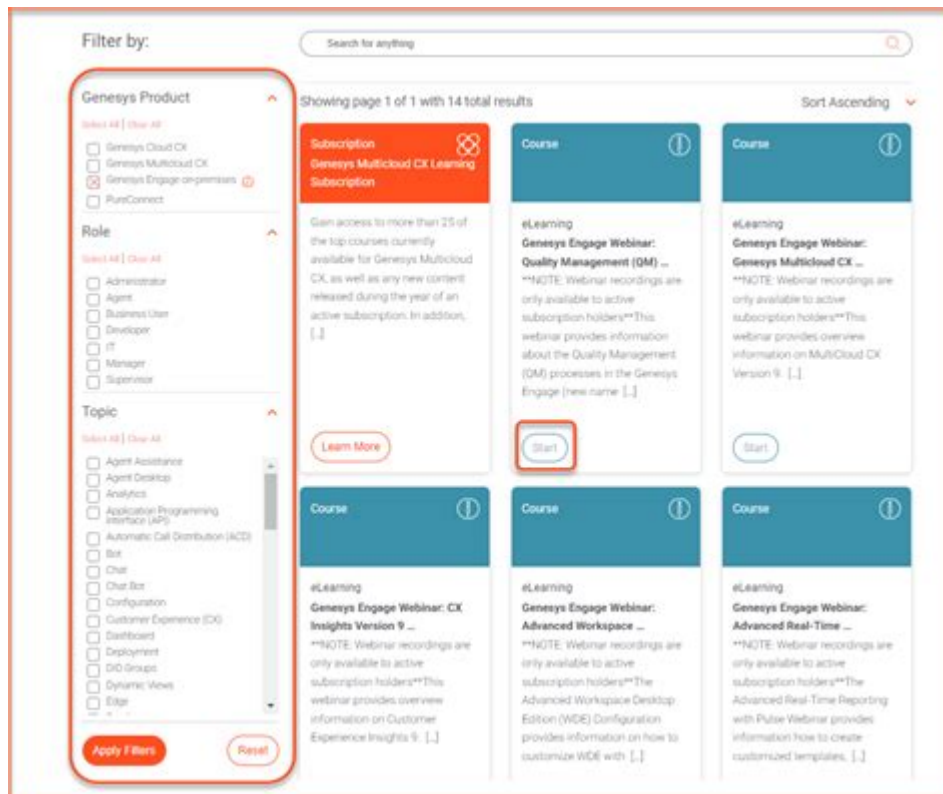 Filter by:
Search for anything
Genesys Product
Select All | Clear All
Genesys Cloud CX
Genesys Multicloud CX
Genesys Engage on-premises
PureConnect
Role
Select All | Clear All
Administrator
Agent
Business User
Developer
IT
Manager
Supervisor
Topic
Select All | Clear All
Agent Assistance
Agent Desktop
Analytics
Application Programming
Interface (API)
Automatic Call Distribution (ACD)
Bot
Chat
Chat Bot
Configuration
Customer Experience (CX)
Dashboard
Deployment
DID Groups
Dynamic Views
Edge
Apply Filters
Reset
Showing page 1 of 1 with 14 total results
Sort Ascending
Subscription
Genesys Multicloud CX Learning
Subscription
Gain access to more than 25 of
the top courses currently
available for Genesys Multicloud
CX, as well as any new content
released during the year of an
active subscription. In addition,
[...]
Learn More
Course
eLearning
Genesys Engage Webinar:
Quality Management (QM) ...
**NOTE: Webinar recordings are
only available to active
subscription holders**This
webinar provides information
about the Quality Management
(QM) processes in the Genesys
Engage (new name [...]
Start
Course
eLearning
Genesys Engage Webinar:
Genesys Multicloud CX ...
**NOTE: Webinar recordings are
only available to active
subscription holders**This
webinar provides overview
information on MultiCloud CX
Version 9. [...]
Start
Course
eLearning
Genesys Engage Webinar: CX
Insights Version 9 ...
**NOTE: Webinar recordings are
only available to active
subscription holders**This
webinar provides overview
information on Customer
Experience Insights 9. [...]
Course
eLearning
Genesys Engage Webinar:
Advanced Workspace ...
**NOTE: Webinar recordings are
only available to active
subscription holders**The
Advanced Workspace Desktop
Edition (WDE) Configuration
provides information on how to
customize WDE with [...]
Course
eLearning
Genesys Engage Webinar:
Advanced Real-Time ...
**NOTE: Webinar recordings are
only available to active
subscription holders**The
Advanced Real-Time Reporting
with Pulse Webinar provides
information how to create
customized templates, [...]